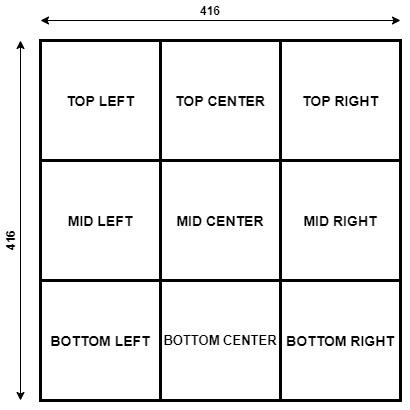 416
416
TOP LEFT
TOP CENTER
TOP RIGHT
MID LEFT
MID CENTER
MID RIGHT
BOTTOM LEFT
BOTTOM CENTER
BOTTOM RIGHT